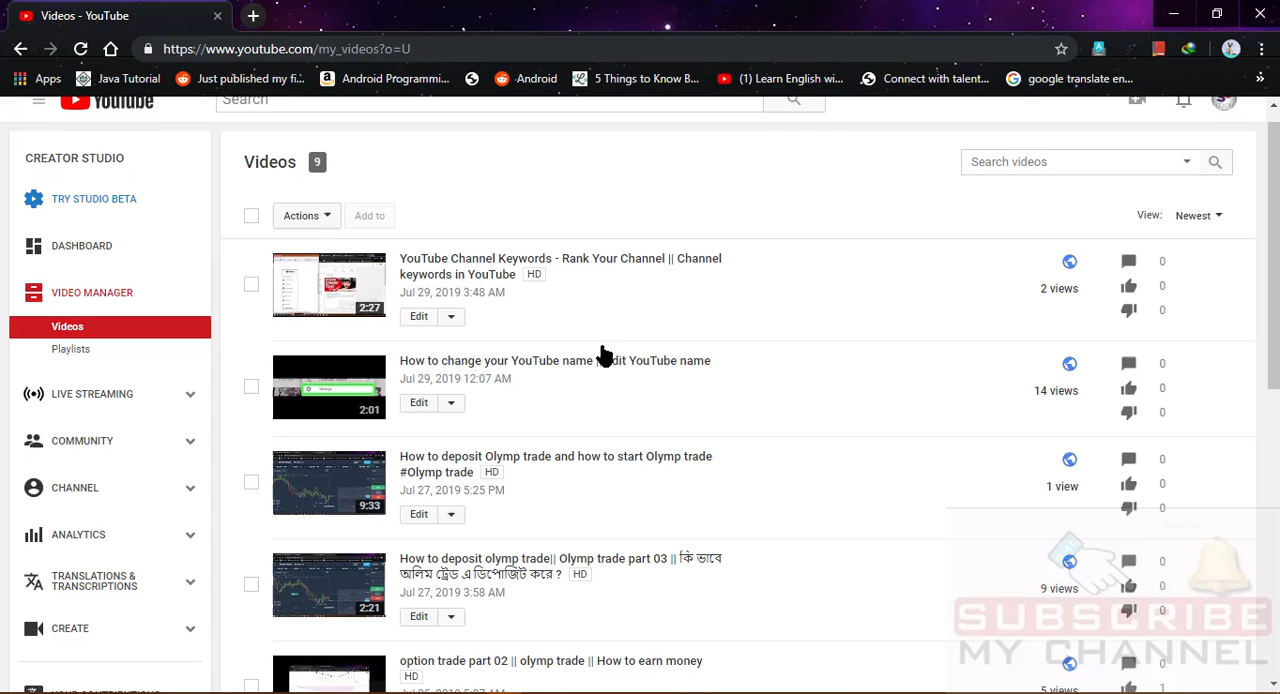 Videos - YouTube
https://www.youtube.com/my_videos?o=U
Apps Java Tutorial Just published my fi... Android Programmi... Android 5 Things to Know B... (1) Learn English wi... Connect with talent... google translate en...
YouTube Search
CREATOR STUDIO
TRY STUDIO BETA
DASHBOARD
VIDEO MANAGER
Videos
Playlists
LIVE STREAMING
COMMUNITY
CHANNEL
ANALYTICS
TRANSLATIONS &
TRANSCRIPTIONS
CREATE
Videos 9
Search videos
Actions Add to
View: Newest
YouTube Channel Keywords - Rank Your Channel || Channel
keywords in YouTube HD
Jul 29, 2019 3:48 AM
2:27
Edit
2 views
0
0
0
How to change your YouTube name || Edit YouTube name
Jul 29, 2019 12:07 AM
2:01
Edit
14 views
0
0
0
How to deposit Olymp trade and how to start Olymp trade
#Olymp trade HD
Jul 27, 2019 5:25 PM
9:33
Edit
1 view
0
0
0
How to deposit olymp trade|| Olymp trade part 03 || কি ভাবে
অলিম ট্রেড এ ডিপোজিট করে ? HD
Jul 27, 2019 3:58 AM
2:21
Edit
9 views
0
0
0
option trade part 02 || olymp trade || How to earn money
HD
5 views
0
1
SUBSCRIBE
MY CHANNEL